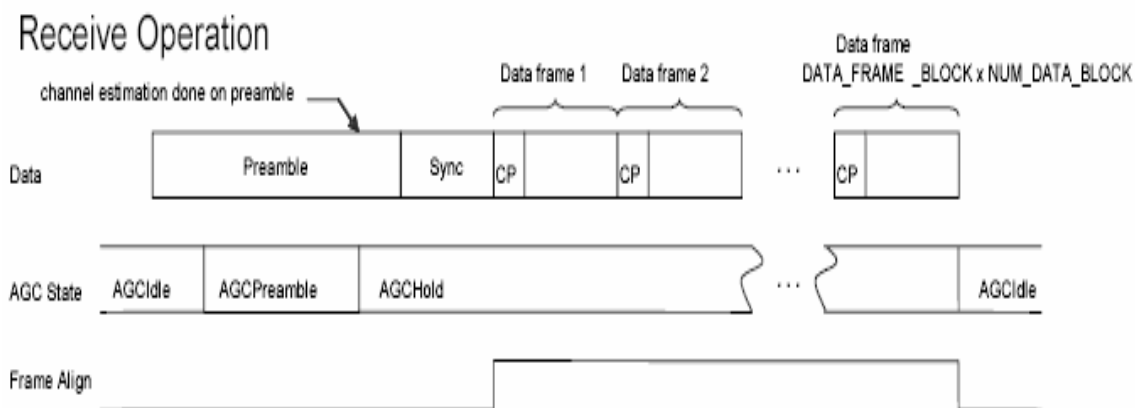 Receive Operation
channel estimation done on preamble
Data frame 1
Data frame 2
Data frame
DATA_FRAME _BLOCK x NUM_DATA_BLOCK
Data
Preamble
Sync
CP
CP
...
CP
AGC State
AGCIdle
AGCPreamble
AGCHold
...
AGCIdle
Frame Align